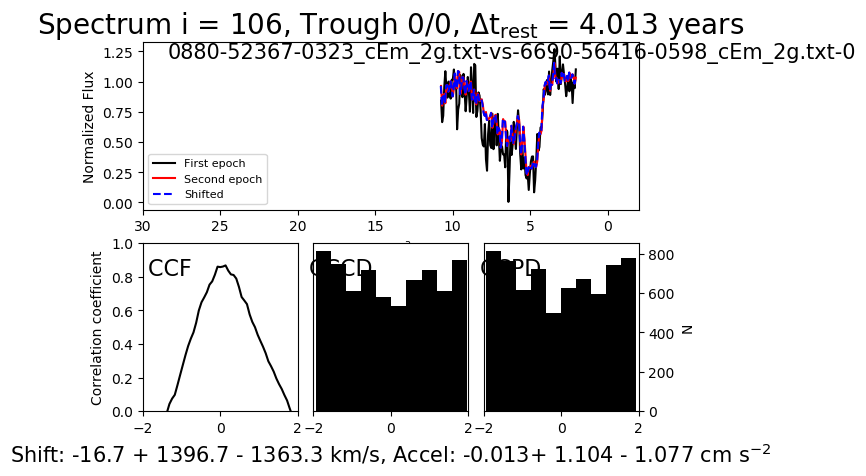 Spectrum i = 106, Trough 0/0, Δt_rest = 4.013 years
0880-52367-0323_cEm_2g.txt-vs-6690-56416-0598_cEm_2g.txt-0
Normalized Flux
1.25
1.00
0.75
0.50
0.25
0.00
First epoch
Second epoch
Shifted
30 25 20 15 10 5 0
Correlation coefficient
1.0
0.8
0.6
0.4
0.2
0.0
CCF
−2 0 2
−2 0 2
−2 0 2
800
600
400
200
0
N
Shift: -16.7 + 1396.7 - 1363.3 km/s, Accel: -0.013+ 1.104 - 1.077 cm s⁻²